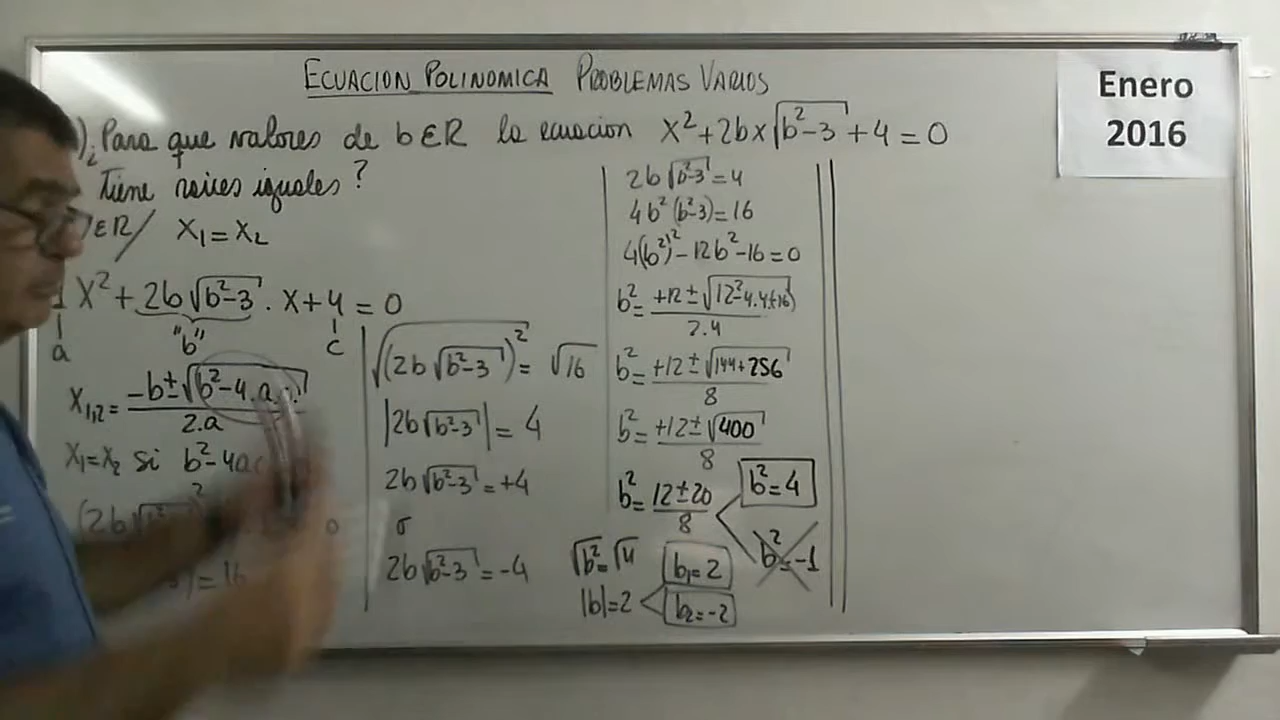 ECUACION POLINOMICA PROBLEMAS VARIOS
Enero
2016
) ¿Para que valores de b∈R la ecuacion x²+2bx√(b²-3)+4=0
tiene raices iguales?
∈R/ x₁=x₂
1x²+2b√(b²-3).x+4=0
a "b" c
x₁,₂=(-b±√(b²-4.a.
2.a
x₁=x₂ si b²-4ac
(2b√
)=16
√(2b√(b²-3))²=√16
|2b√(b²-3)|=4
2b√(b²-3)=+4
o
2b√(b²-3)=-4
2b√(b²-3)=4
4b²(b²-3)=16
4(b²)²-12b²-16=0
b²=(+12±√(12²-4.4(-16)))/2.4
b²=(+12±√(144+256))/8
b²=(+12±√(400))/8
b²=(12±20)/8
b²=4
b²=-1
√b²=√4
|b|=2
b₁=2
b₂=-2